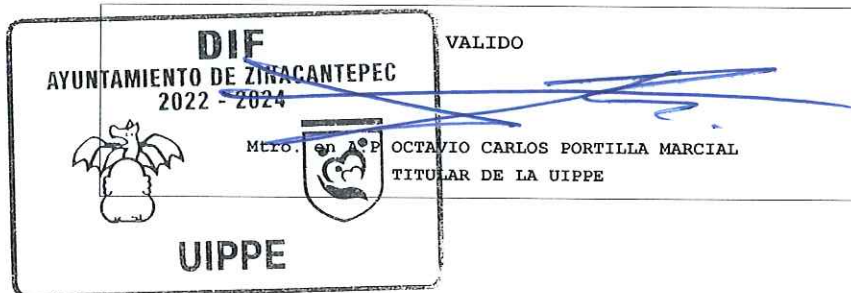 DIF
AYUNTAMIENTO DE ZINACANTEPEC
2022 - 2024
UIPPE
VALIDO
Mtro. en A P OCTAVIO CARLOS PORTILLA MARCIAL
TITULAR DE LA UIPPE